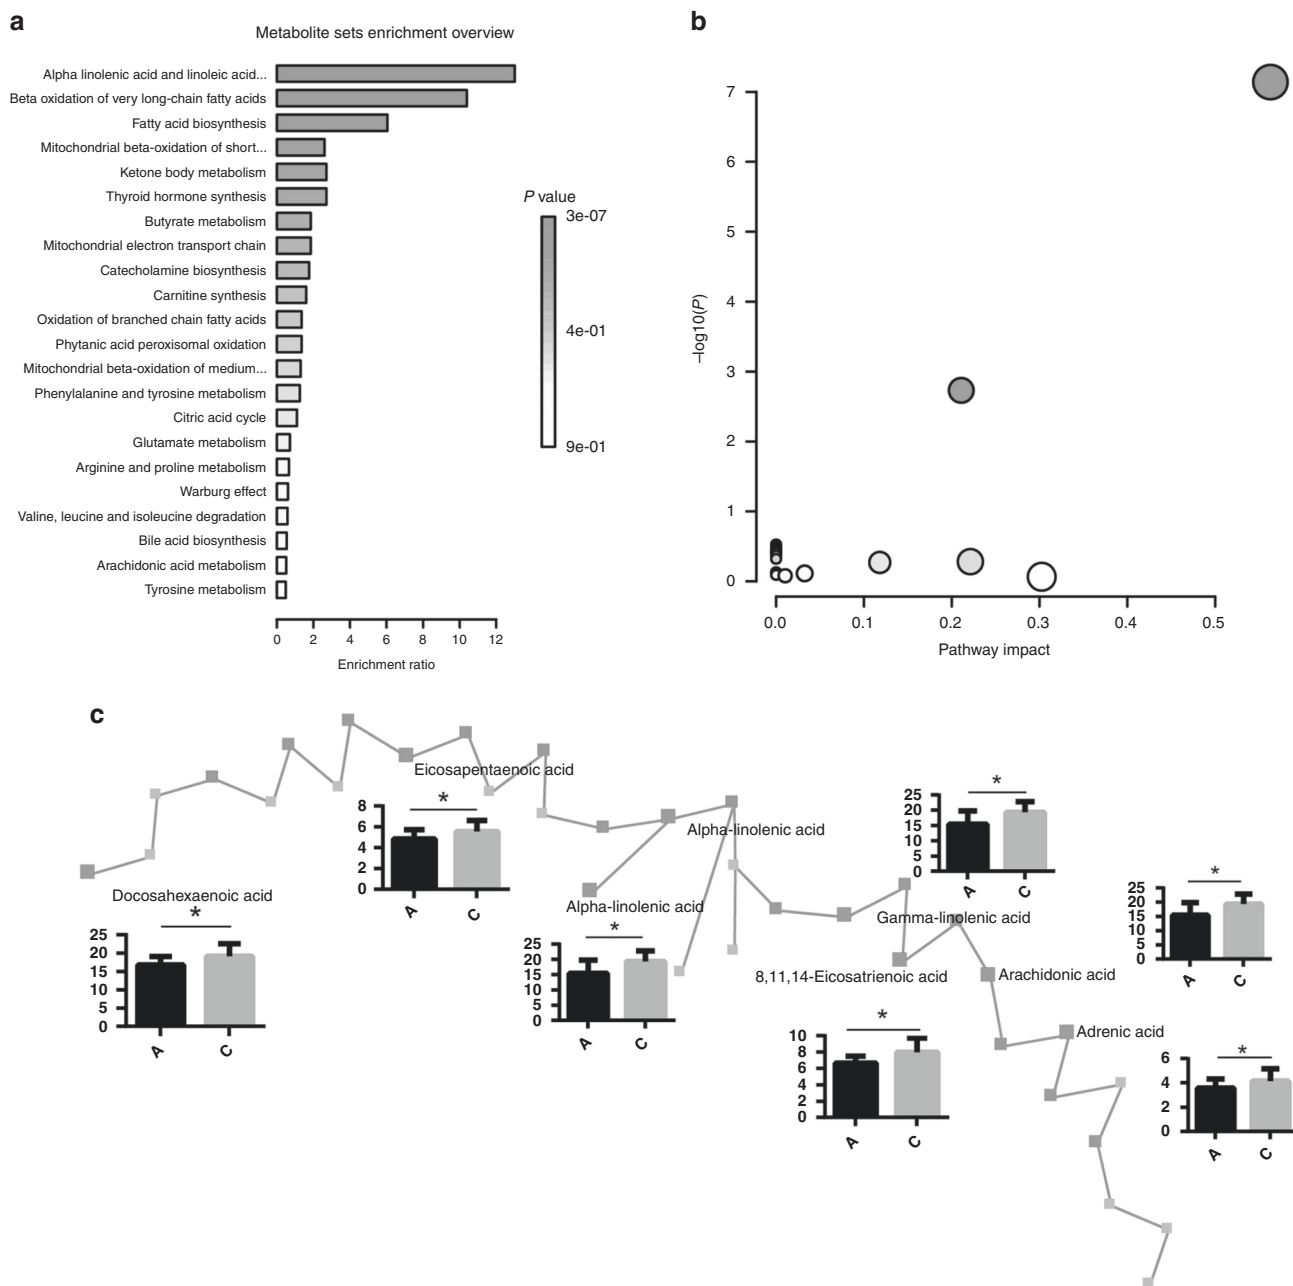 a
Metabolite sets enrichment overview
Alpha linolenic acid and linoleic acid...
Beta oxidation of very long-chain fatty acids
Fatty acid biosynthesis
Mitochondrial beta-oxidation of short...
Ketone body metabolism
Thyroid hormone synthesis
Butyrate metabolism
Mitochondrial electron transport chain
Catecholamine biosynthesis
Carnitine synthesis
Oxidation of branched chain fatty acids
Phytanic acid peroxisomal oxidation
Mitochondrial beta-oxidation of medium...
Phenylalanine and tyrosine metabolism
Citric acid cycle
Glutamate metabolism
Arginine and proline metabolism
Warburg effect
Valine, leucine and isoleucine degradation
Bile acid biosynthesis
Arachidonic acid metabolism
Tyrosine metabolism
0 2 4 6 8 10 12
Enrichment ratio
P value
3e-07
4e-01
9e-01
b
7
6
5
4
3
2
1
0
–log10(P)
0.0 0.1 0.2 0.3 0.4 0.5
Pathway impact
c
Docosahexaenoic acid
*
25
20
15
10
5
0
A C
Eicosapentaenoic acid
*
8
6
4
2
0
A C
Alpha-linolenic acid
Alpha-linolenic acid
*
25
20
15
10
5
0
A C
*
25
20
15
10
5
0
A C
Gamma-linolenic acid
8,11,14-Eicosatrienoic acid
*
10
8
6
4
2
0
A C
Arachidonic acid
*
25
20
15
10
5
0
A C
Adrenic acid
*
6
4
2
0
A C